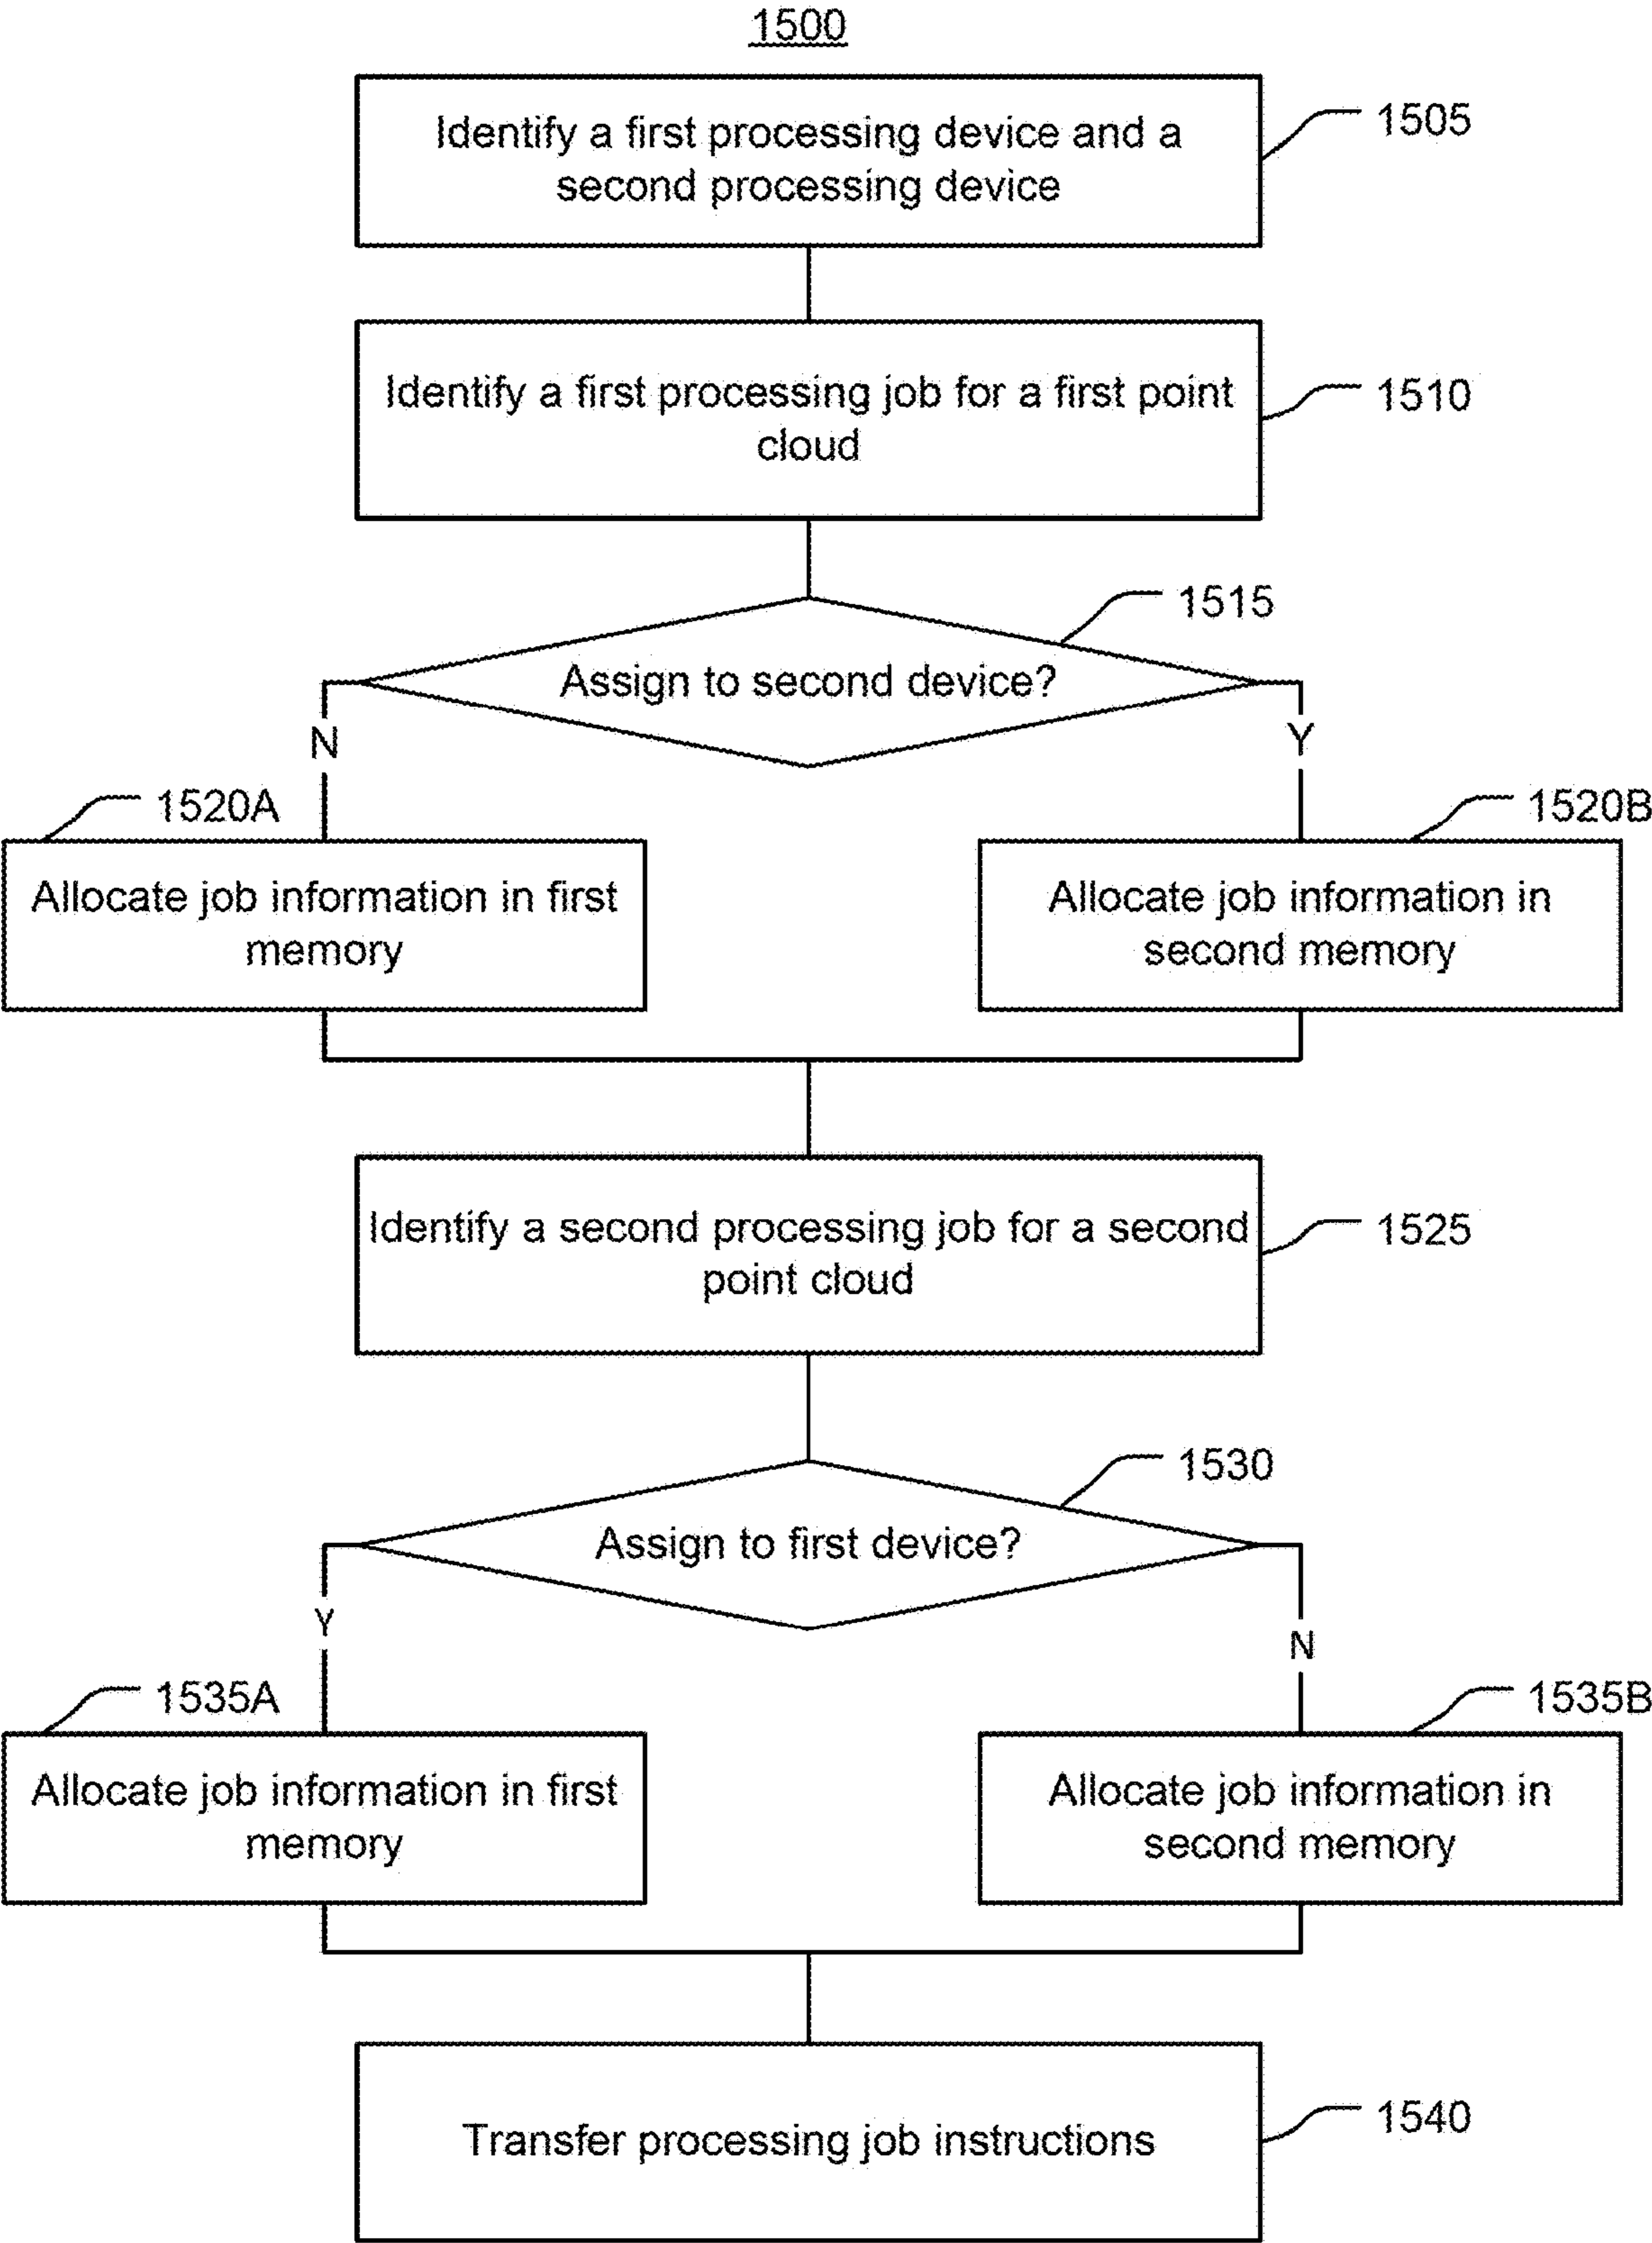 1500
Identify a first processing device and a
second processing device
1505
Identify a first processing job for a first point
cloud
1510
Assign to second device?
1515
N
Y
1520A
1520B
Allocate job information in first
memory
Allocate job information in
second memory
Identify a second processing job for a second
point cloud
1525
Assign to first device?
1530
Y
N
1535A
1535B
Allocate job information in first
memory
Allocate job information in
second memory
Transfer processing job instructions
1540